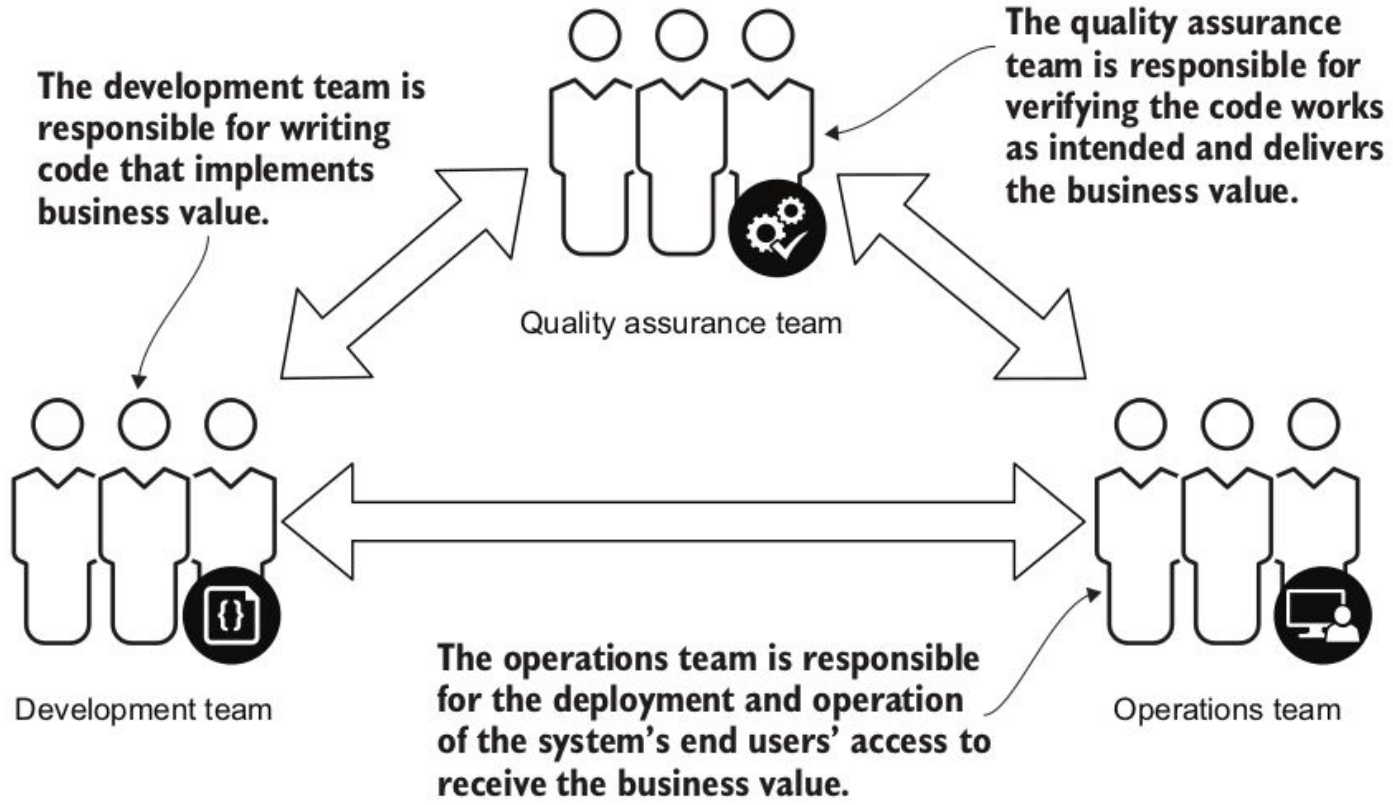 The development team is
responsible for writing
code that implements
business value.
The quality assurance
team is responsible for
verifying the code works
as intended and delivers
the business value.
Quality assurance team
{}
Development team
The operations team is responsible
for the deployment and operation
of the system's end users' access to
receive the business value.
Operations team